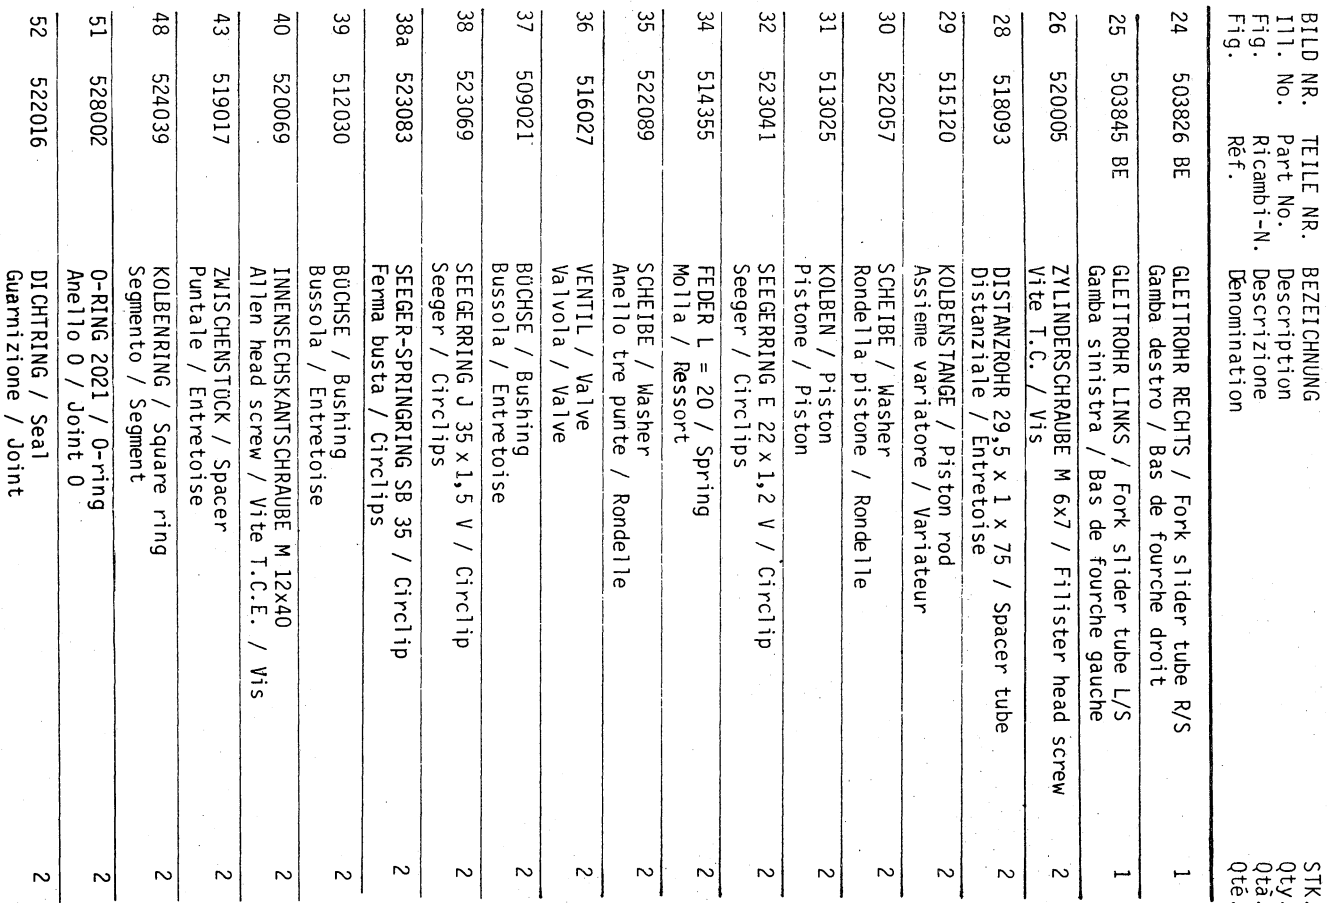 BILD NR. TEILE NR. BEZEICHNUNG STK.
Ill. No. Part No. Description Qty.
Fig. Ricambi-N. Descrizione Qtà.
Fig. Réf. Dénomination Qté.
24 503826 BE GLEITROHR RECHTS / Fork slider tube R/S 1
Gamba destro / Bas de fourche droit
25 503845 BE GLEITROHR LINKS / Fork slider tube L/S 1
Gamba sinistra / Bas de fourche gauche
26 520005 ZYLINDERSCHRAUBE M 6x7 / Filister head screw 2
Vite T.C. / Vis
28 518093 DISTANZROHR 29,5 x 1 x 75 / Spacer tube 2
Distanziale / Entretoise
29 515120 KOLBENSTANGE / Piston rod 2
Assieme variatore / Variateur
30 522057 SCHEIBE / Washer 2
Rondella pistone / Rondelle
31 513025 KOLBEN / Piston 2
Pistone / Piston
32 523041 SEEGERRING E 22 x 1,2 V / Circlip 2
Seeger / Circlips
34 514355 FEDER L = 20 / Spring 2
Molla / Ressort
35 522089 SCHEIBE / Washer 2
Anello tre punte / Rondelle
36 516027 VENTIL / Valve 2
Valvola / Valve
37 509021 BÜCHSE / Bushing 2
Bussola / Entretoise
38 523069 SEEGERRING J 35 x 1,5 V / Circlip 2
Seeger / Circlips
38a 523083 SEEGER-SPRINGRING SB 35 / Circlip 2
Ferma busta / Circlips
39 512030 BÜCHSE / Bushing 2
Bussola / Entretoise
40 520069 INNENSECHSKANTSCHRAUBE M 12x40 2
Allen head screw / Vite T.C.E. / Vis
43 519017 ZWISCHENSTÜCK / Spacer 2
Puntale / Entretoise
48 524039 KOLBENRING / Square ring 2
Segmento / Segment
51 528002 O-RING 2021 / O-ring 2
Anello O / Joint O
52 522016 DICHTRING / Seal 2
Guarnizione / Joint